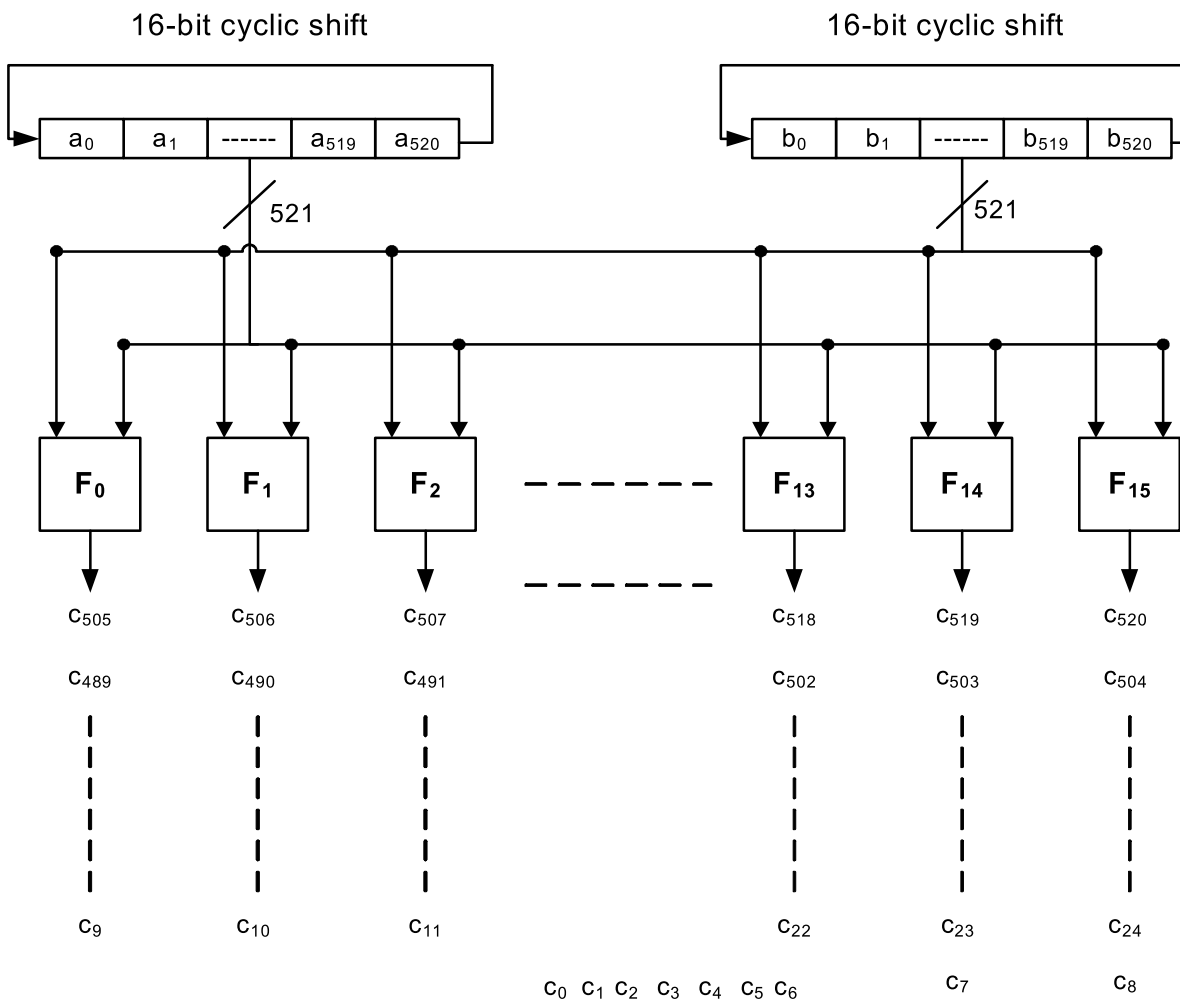 16-bit cyclic shift 16-bit cyclic shift
a₀ a₁ ------ a₅₁₉ a₅₂₀ b₀ b₁ ------ b₅₁₉ b₅₂₀
521 521
F₀ F₁ F₂ F₁₃ F₁₄ F₁₅
c₅₀₅ c₅₀₆ c₅₀₇ c₅₁₈ c₅₁₉ c₅₂₀
c₄₈₉ c₄₉₀ c₄₉₁ c₅₀₂ c₅₀₃ c₅₀₄
c₉ c₁₀ c₁₁ c₂₂ c₂₃ c₂₄
c₀ c₁ c₂ c₃ c₄ c₅ c₆ c₇ c₈